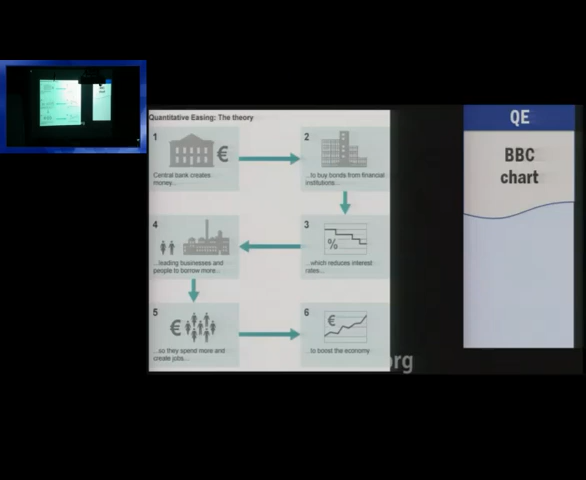 Quantitative Easing: The theory
1
€
Central bank creates
money...
2
...to buy bonds from financial
institutions...
4
...leading businesses and
people to borrow more...
3
%
...which reduces interest
rates...
5
€
...so they spend more and
create jobs...
6
€
...to boost the economy
org
QE
BBC
chart